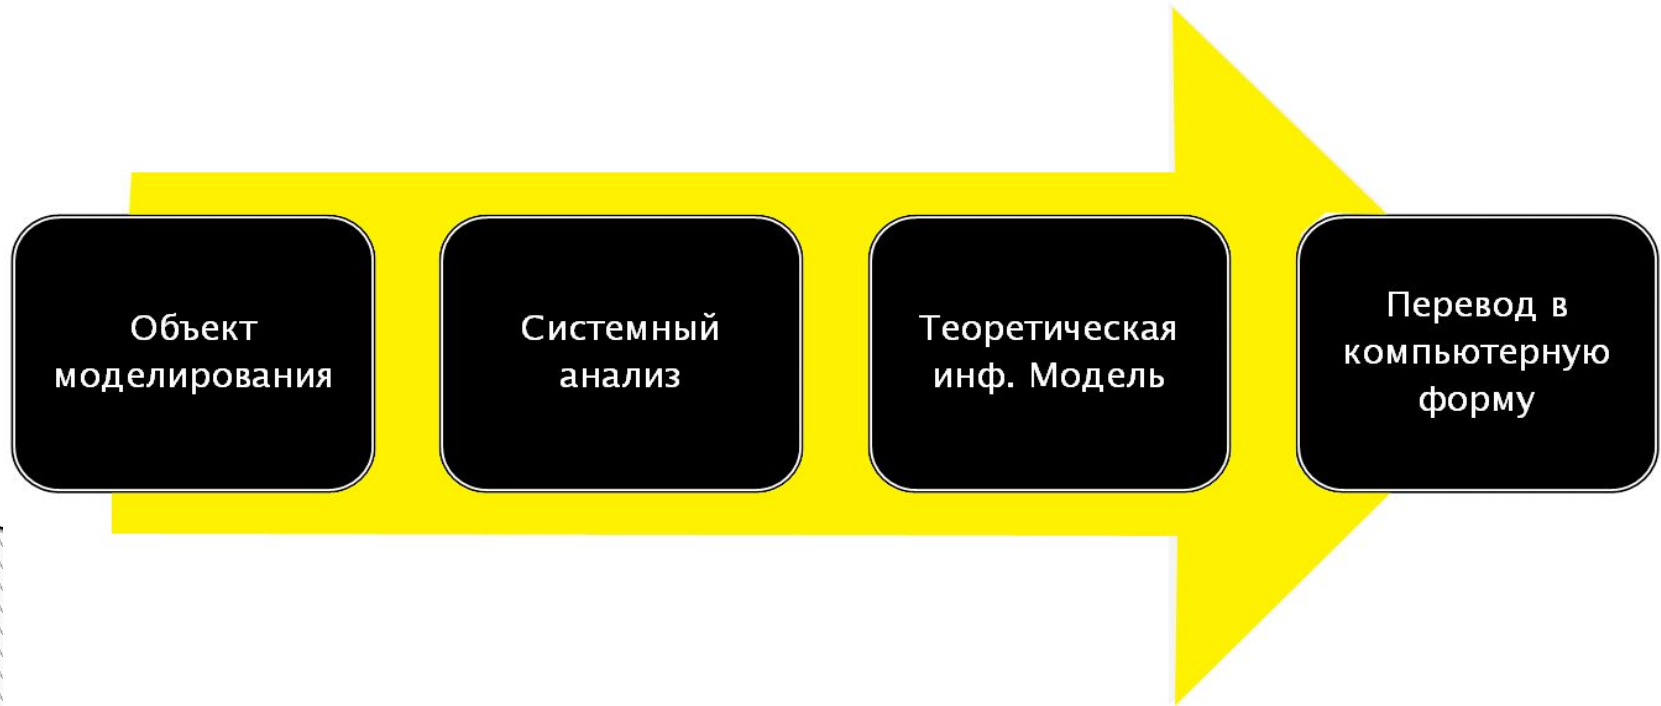 Объект
моделирования
Системный
анализ
Теоретическая
инф. Модель
Перевод в
компьютерную
форму